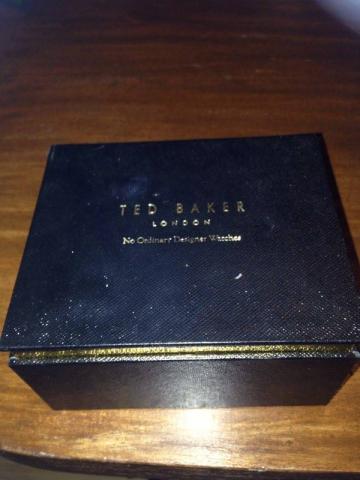 TED BAKER
LONDON
No Ordinary Designer Watches